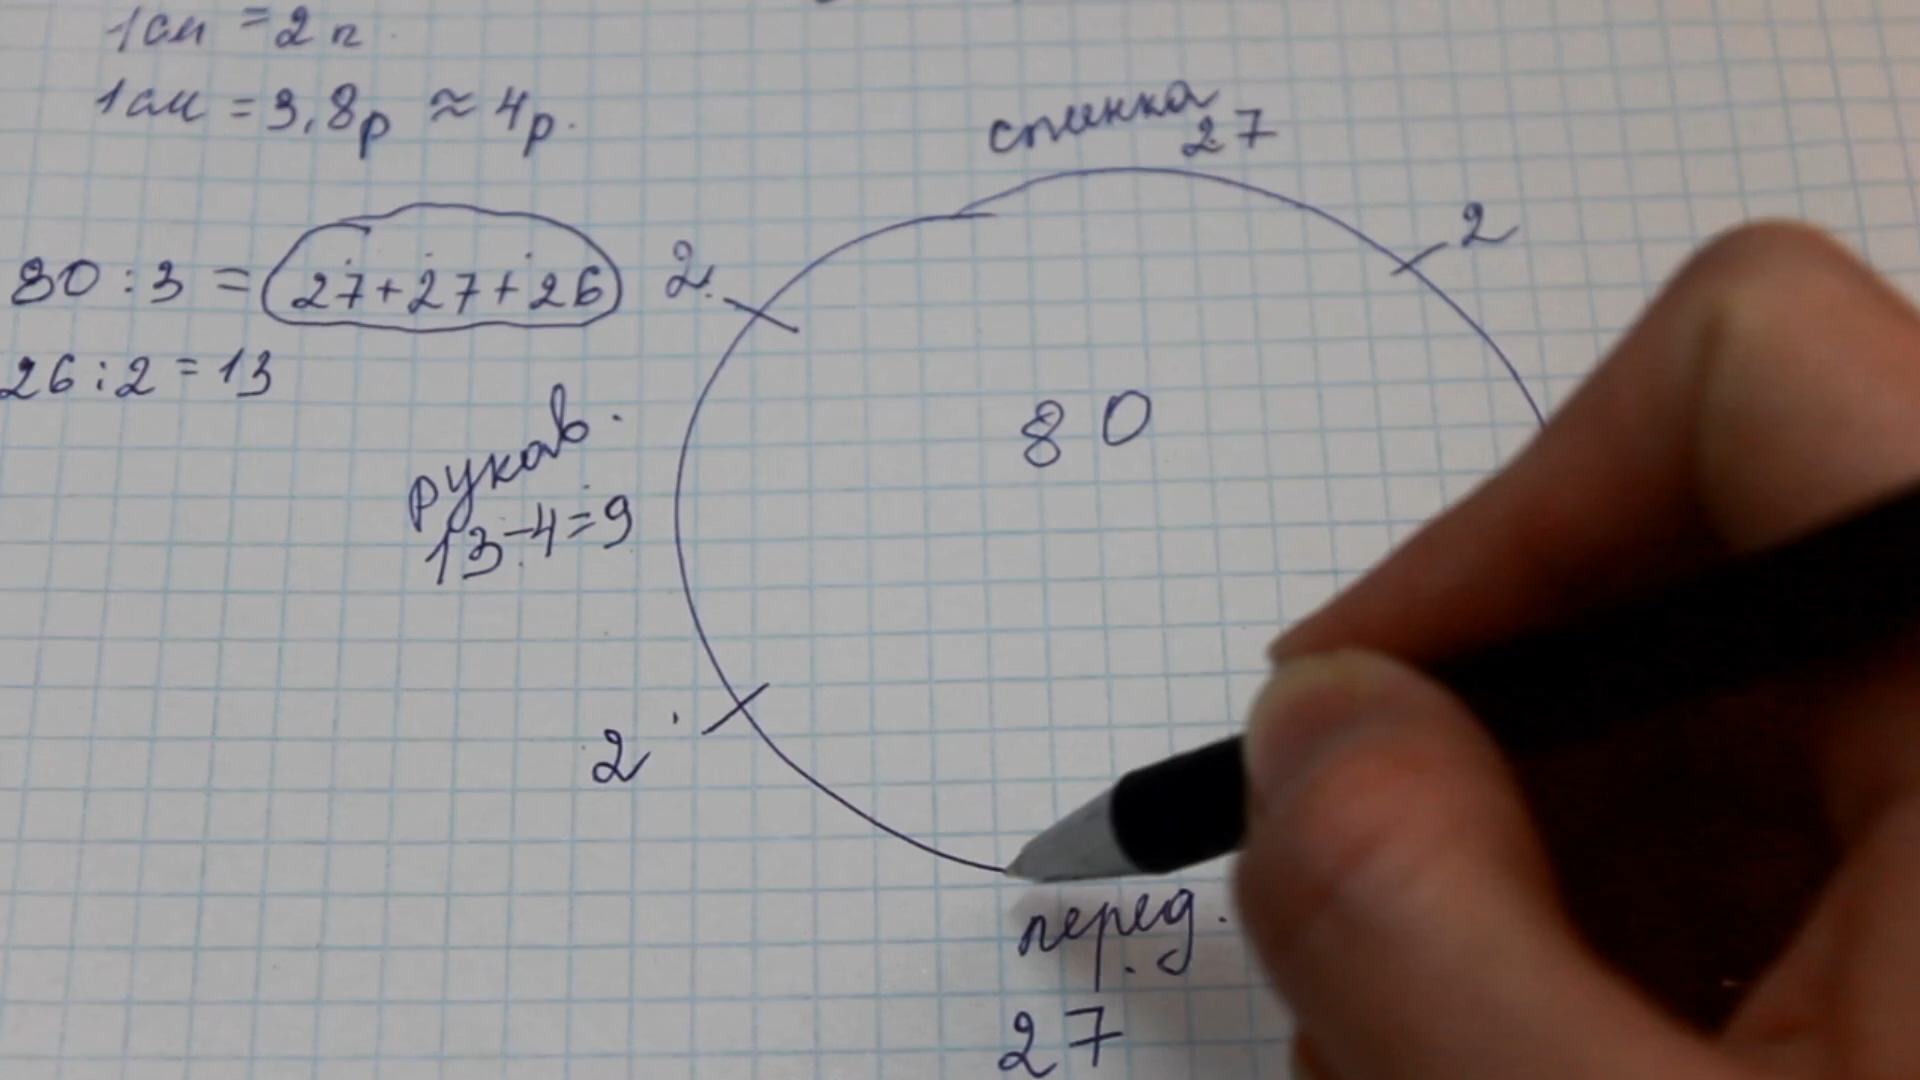 1см = 2 п.
1см = 3,8р ≈ 4р.
спинка
27
80 : 3 = 27+27+26
2
2
26 : 2 = 13
80
рукав.
13-4=9
2
перед.
27